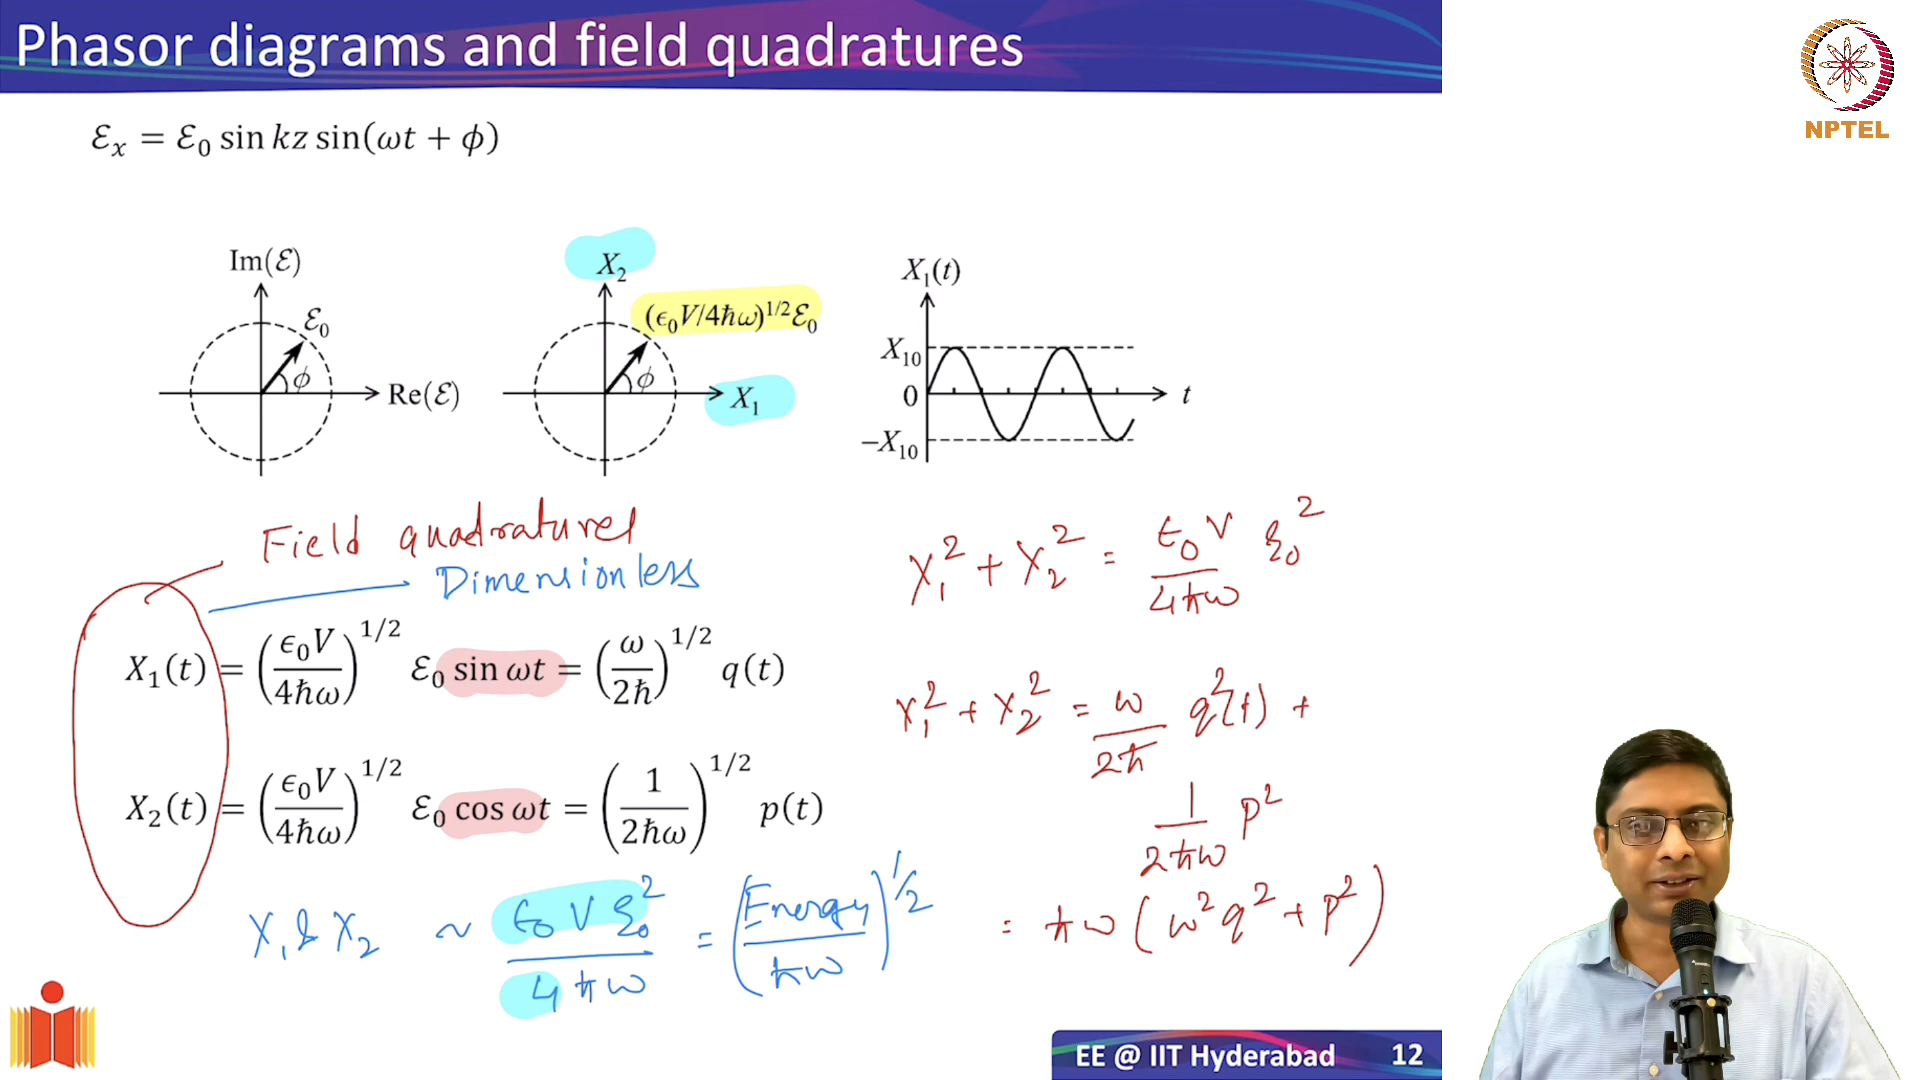 Phasor diagrams and field quadratures
NPTEL
ℰₓ = ℰ₀ sin kz sin(ωt + ϕ)
Im(ℰ)
ℰ₀
ϕ
Re(ℰ)
X₂
(ϵ₀V/4ħω)^1/2 ℰ₀
ϕ
X₁
X₁(t)
X₁₀
0
−X₁₀
t
Field quadratures
Dimensionless
X₁(t) = (ϵ₀V/4ħω)^1/2 ℰ₀ sin ωt = (ω/2ħ)^1/2 q(t)
X₂(t) = (ϵ₀V/4ħω)^1/2 ℰ₀ cos ωt = (1/2ħω)^1/2 p(t)
X₁ & X₂ ~ ϵ₀Vℰ₀²/4ħω = (Energy/ħω)^1/2
X₁² + X₂² = ϵ₀V/4ħω ℰ₀²
X₁² + X₂² = ω/2ħ q²(t) +
1/2ħω p²
= ħω(ω²q² + p²)
EE @ IIT Hyderabad 12